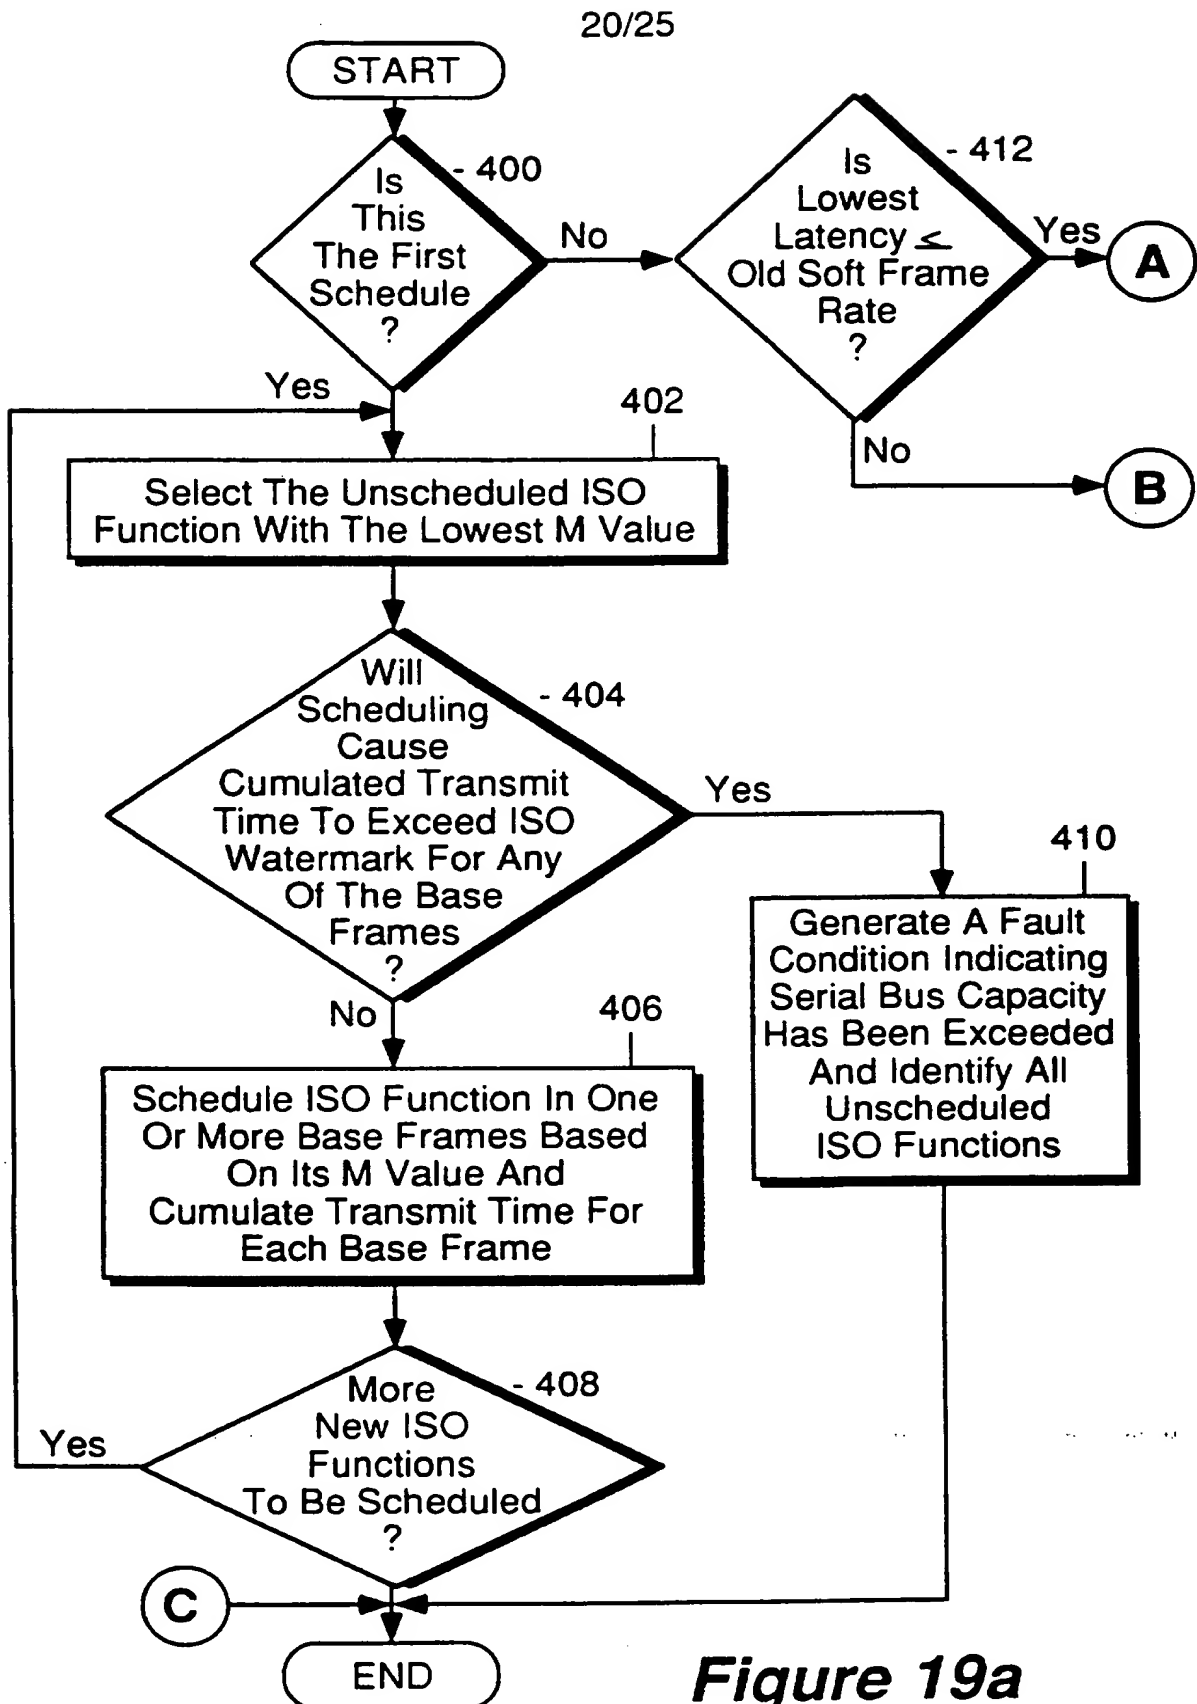 20/25
START
- 400
Is
This
The First
Schedule
?
No
- 412
Is
Lowest
Latency ≤
Old Soft Frame
Rate
?
Yes
A
No
B
Yes
402
Select The Unscheduled ISO
Function With The Lowest M Value
- 404
Will
Scheduling
Cause
Cumulated Transmit
Time To Exceed ISO
Watermark For Any
Of The Base
Frames
?
Yes
410
Generate A Fault
Condition Indicating
Serial Bus Capacity
Has Been Exceeded
And Identify All
Unscheduled
ISO Functions
No
406
Schedule ISO Function In One
Or More Base Frames Based
On Its M Value And
Cumulate Transmit Time For
Each Base Frame
- 408
More
New ISO
Functions
To Be Scheduled
?
Yes
C
END
Figure 19a